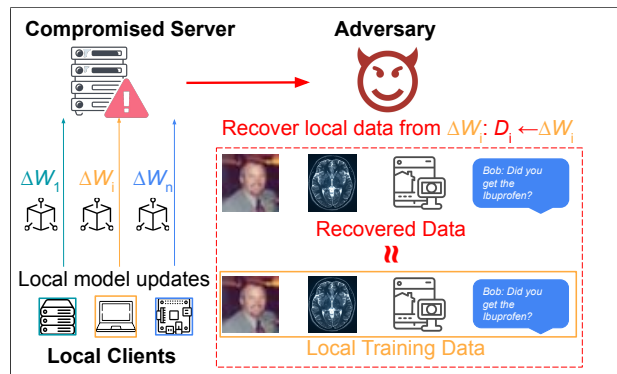 Compromised Server
Adversary
Recover local data from ΔWi: Di ←ΔWi
ΔW1
ΔWi
ΔWn
Bob: Did you
get the
Ibuprofen?
Recovered Data
≈
Local model updates
Bob: Did you
get the
Ibuprofen?
Local Training Data
Local Clients